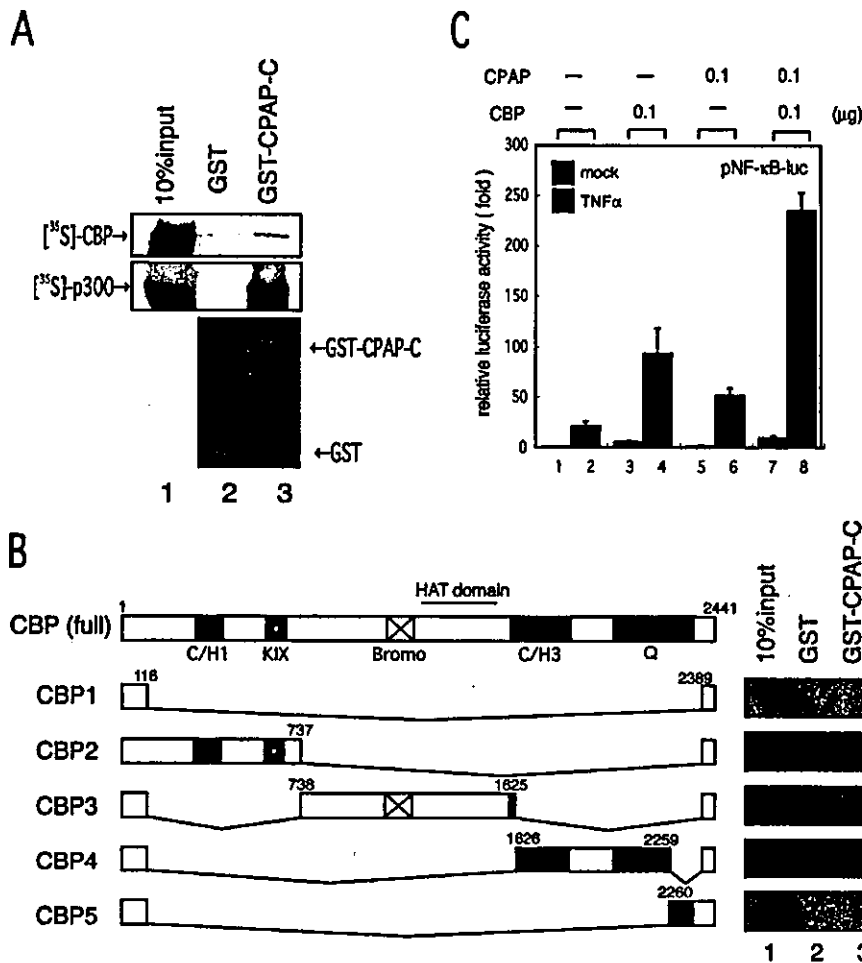 A
10%input
GST
GST-CPAP-C
[³⁵S]-CBP→
[³⁵S]-p300→
←GST-CPAP-C
←GST
1 2 3
C
CPAP – – 0.1 0.1
CBP – 0.1 – 0.1 (μg)
relative luciferase activity ( fold )
300
250
200
150
100
50
0
mock
TNFα
pNF-κB-luc
1 2 3 4 5 6 7 8
B
HAT domain
1
2441
CBP (full)
C/H1 KIX Bromo C/H3 Q
CBP1
116
2389
CBP2
737
CBP3
738
1625
CBP4
1626
2259
CBP5
2260
10%input
GST
GST-CPAP-C
1 2 3